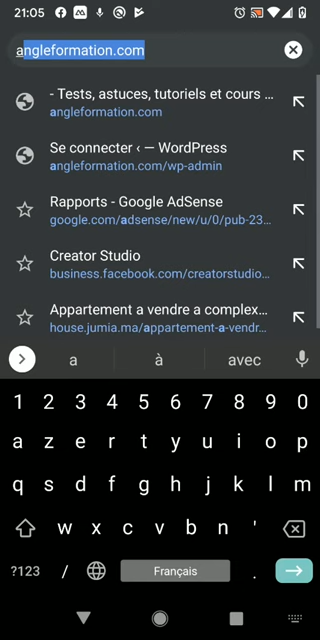 21:05
angleformation.com
- Tests, astuces, tutoriels et cours ...
angleformation.com
Se connecter ‹ — WordPress
angleformation.com/wp-admin
Rapports - Google AdSense
google.com/adsense/new/u/0/pub-23...
Creator Studio
business.facebook.com/creatorstudio...
Appartement a vendre a complex...
house.jumia.ma/appartement-a-vendr...
a à avec
1 2 3 4 5 6 7 8 9 0
a z e r t y u i o p
q s d f g h j k l m
w x c v b n '
?123 / Français .